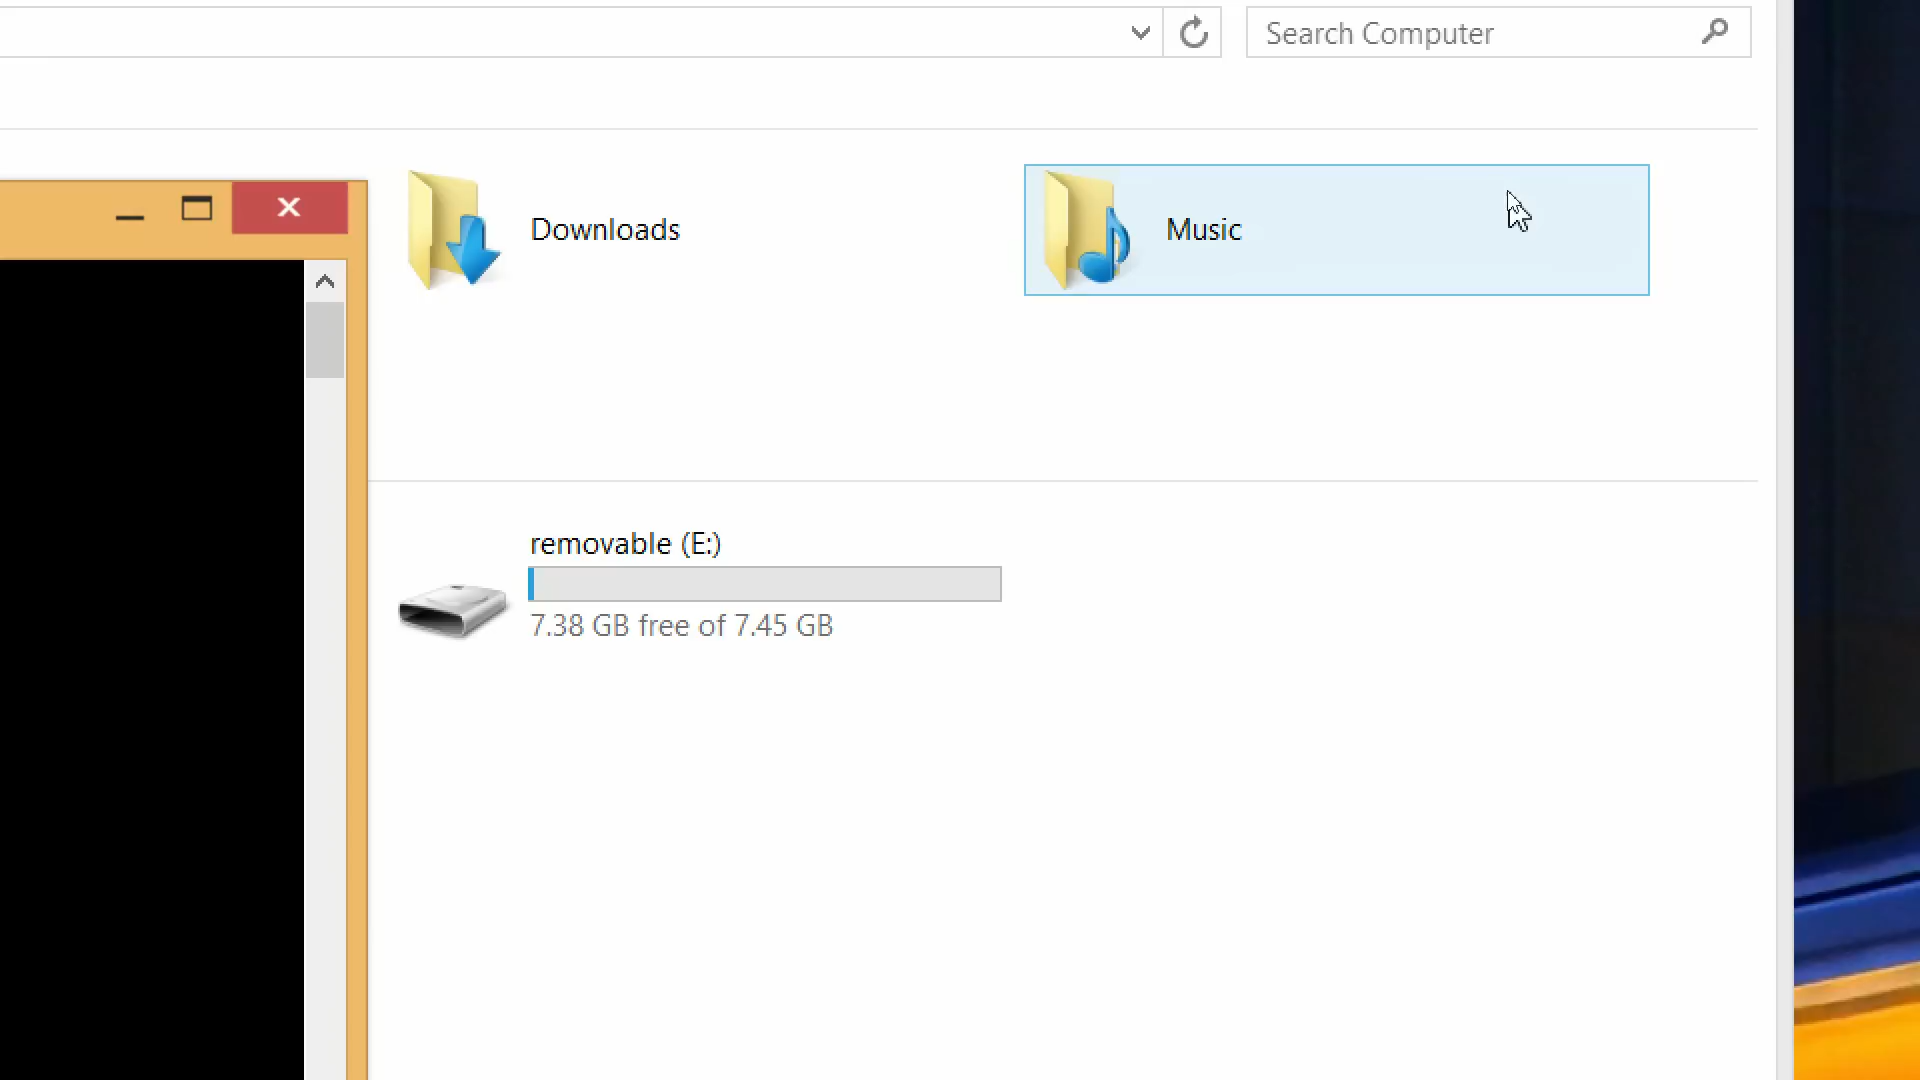 Search Computer
Downloads
Music
removable (E:)
7.38 GB free of 7.45 GB